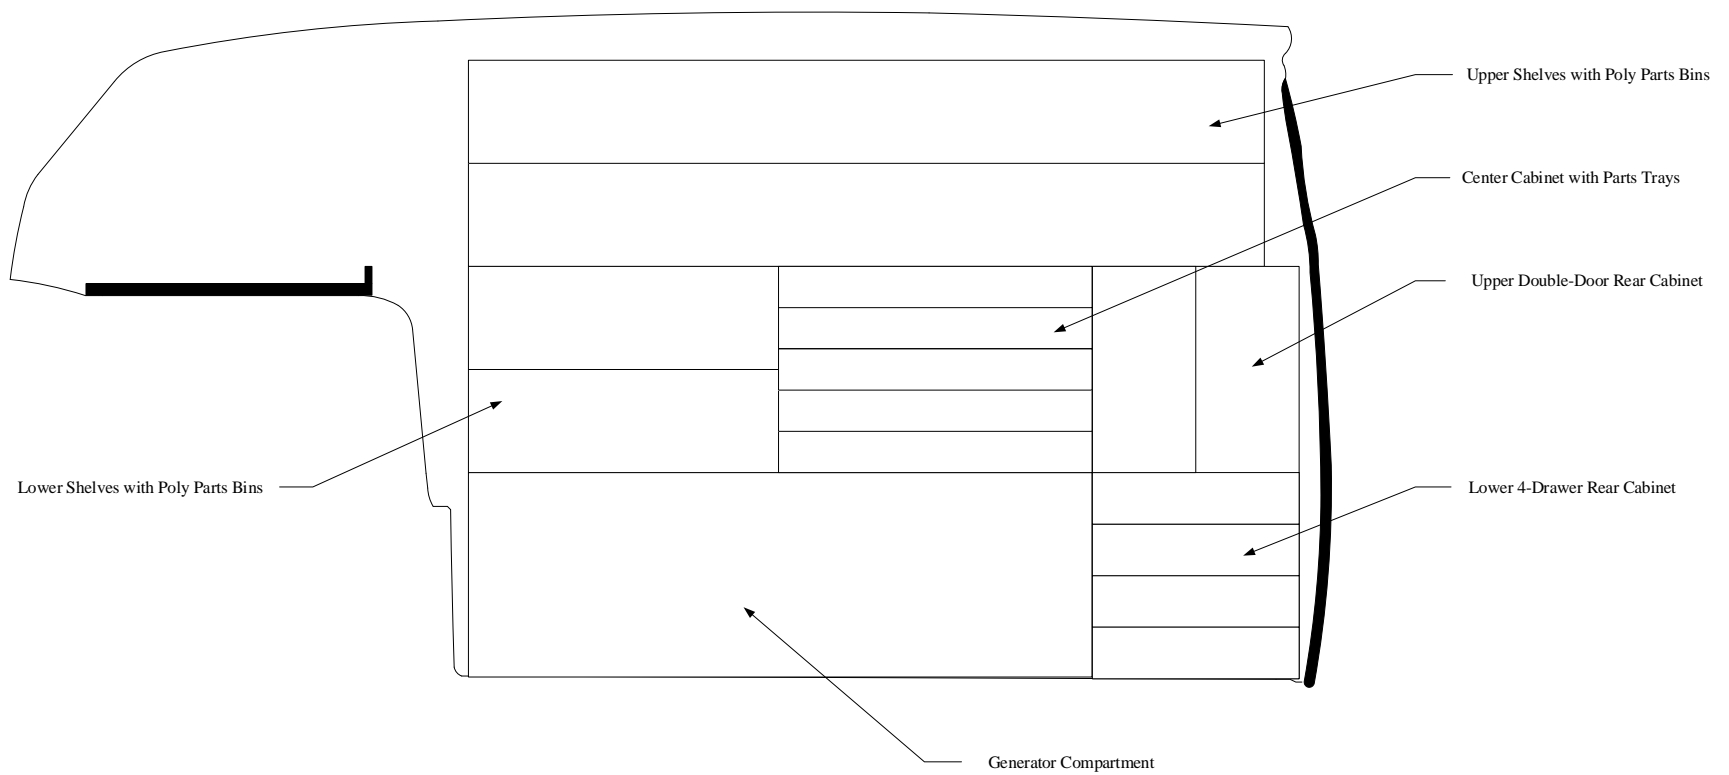 Upper Shelves with Poly Parts Bins
Center Cabinet with Parts Trays
Upper Double-Door Rear Cabinet
Lower Shelves with Poly Parts Bins
Lower 4-Drawer Rear Cabinet
Generator Compartment